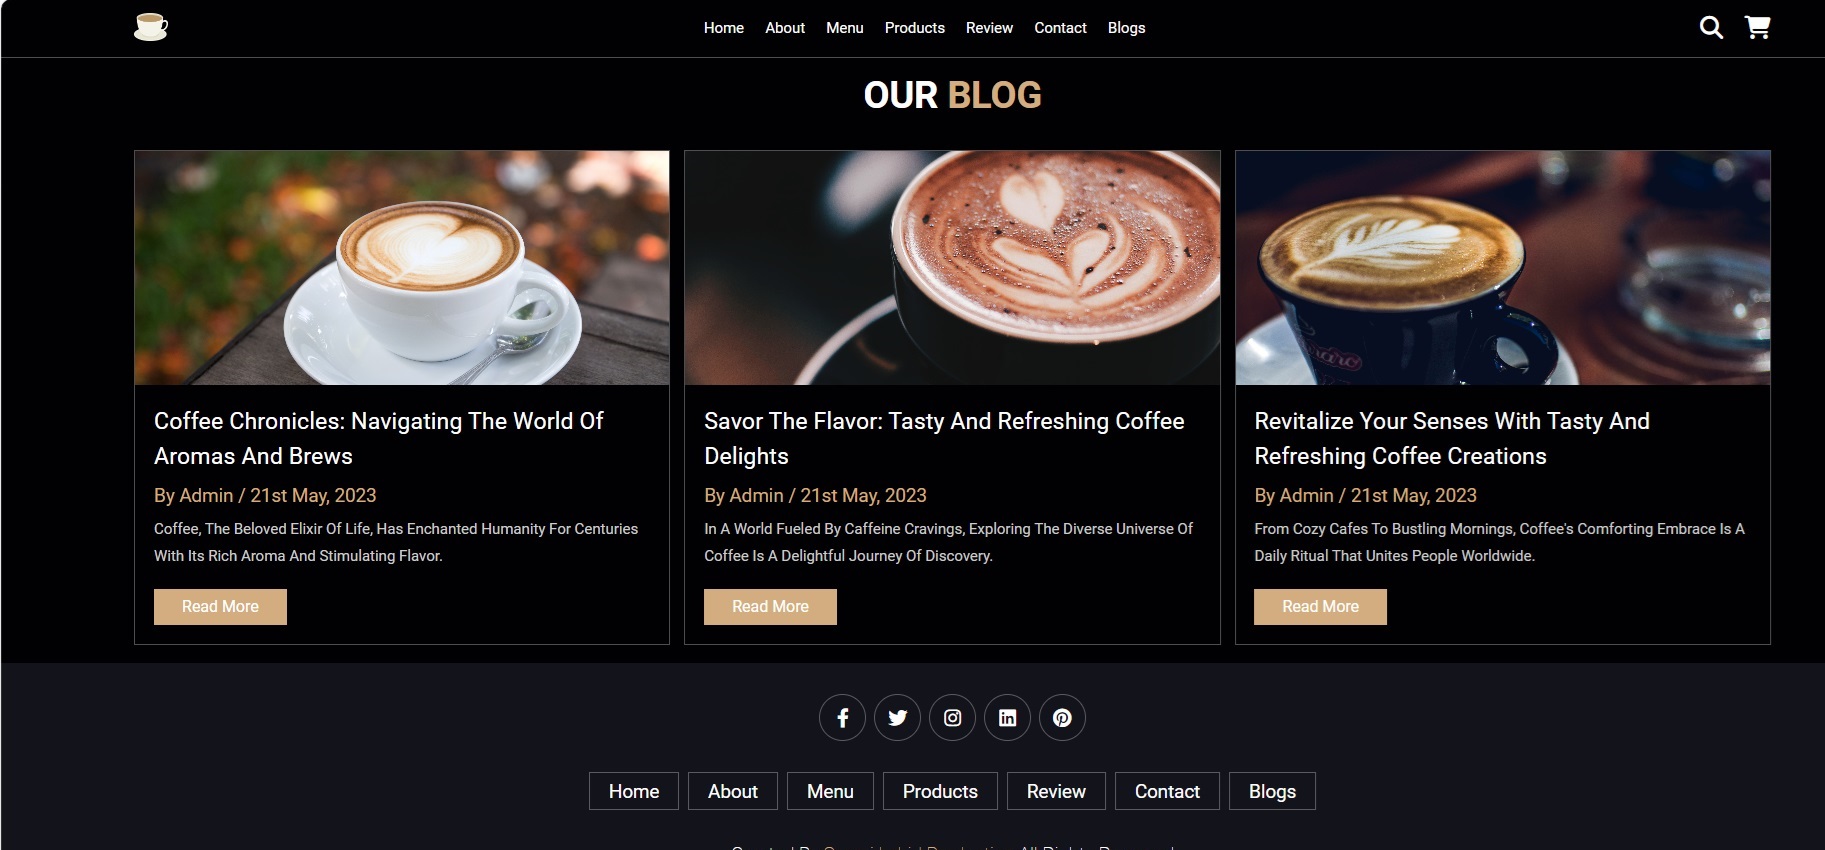 Home About Menu Products Review Contact Blogs
OUR BLOG
Coffee Chronicles: Navigating The World Of
Aromas And Brews
By Admin / 21st May, 2023
Coffee, The Beloved Elixir Of Life, Has Enchanted Humanity For Centuries
With Its Rich Aroma And Stimulating Flavor.
Read More
Savor The Flavor: Tasty And Refreshing Coffee
Delights
By Admin / 21st May, 2023
In A World Fueled By Caffeine Cravings, Exploring The Diverse Universe Of
Coffee Is A Delightful Journey Of Discovery.
Read More
Revitalize Your Senses With Tasty And
Refreshing Coffee Creations
By Admin / 21st May, 2023
From Cozy Cafes To Bustling Mornings, Coffee's Comforting Embrace Is A
Daily Ritual That Unites People Worldwide.
Read More
Home About Menu Products Review Contact Blogs